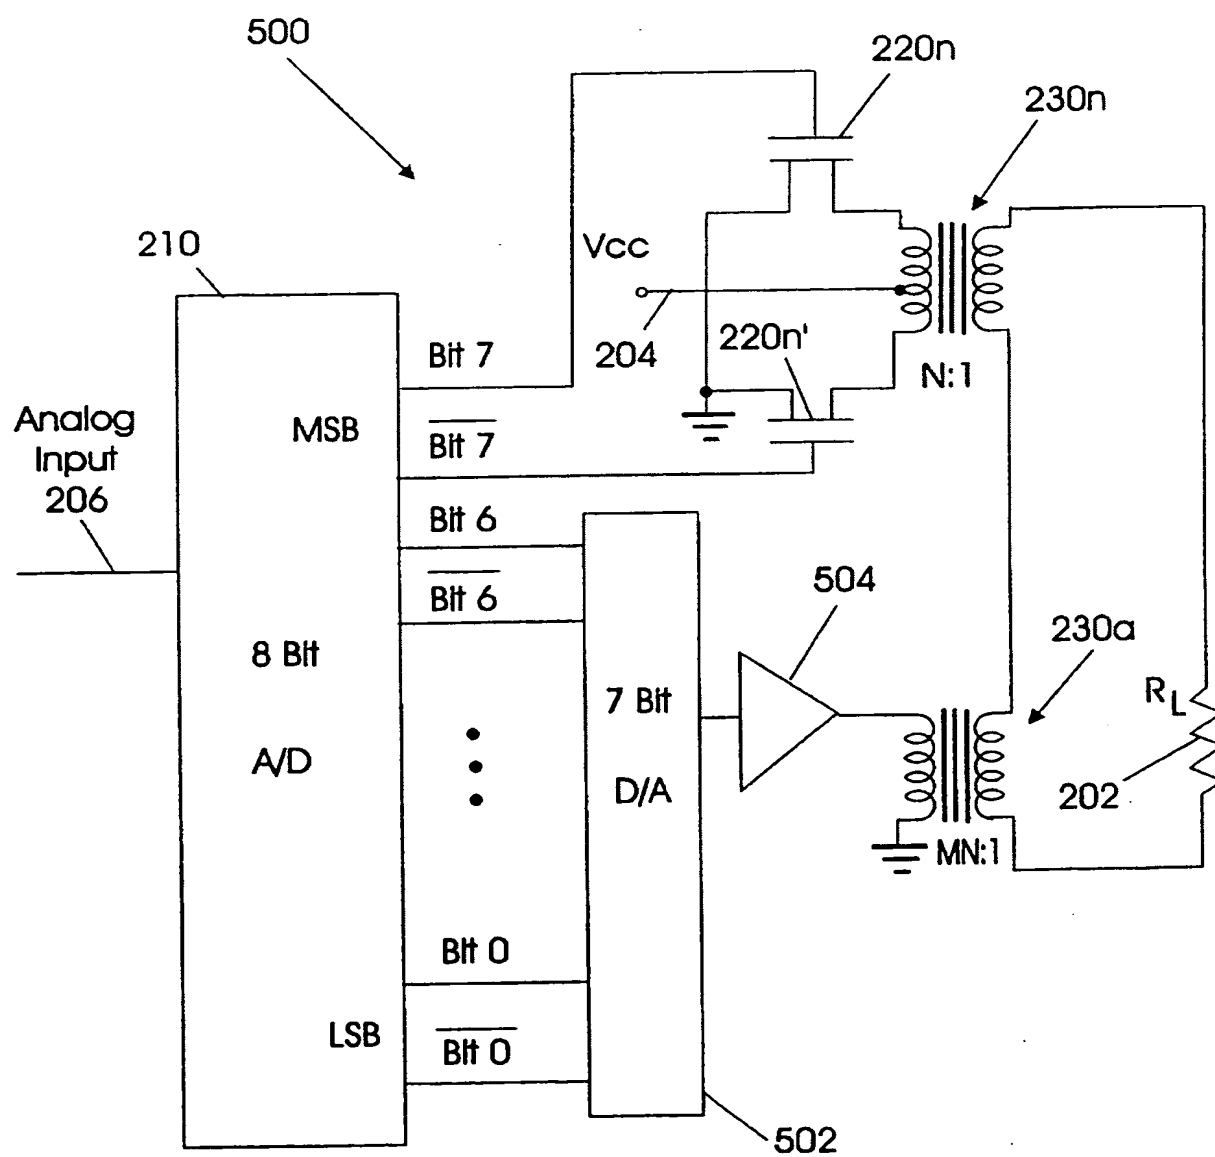 500
220n
230n
210
Vcc
204
220n'
N:1
Bit 7
MSB
Bit 7
Analog
Input
206
Bit 6
Bit 6
504
230a
8 Bit
7 Bit
R
L
A/D
D/A
202
MN:1
Bit 0
LSB
Bit 0
502